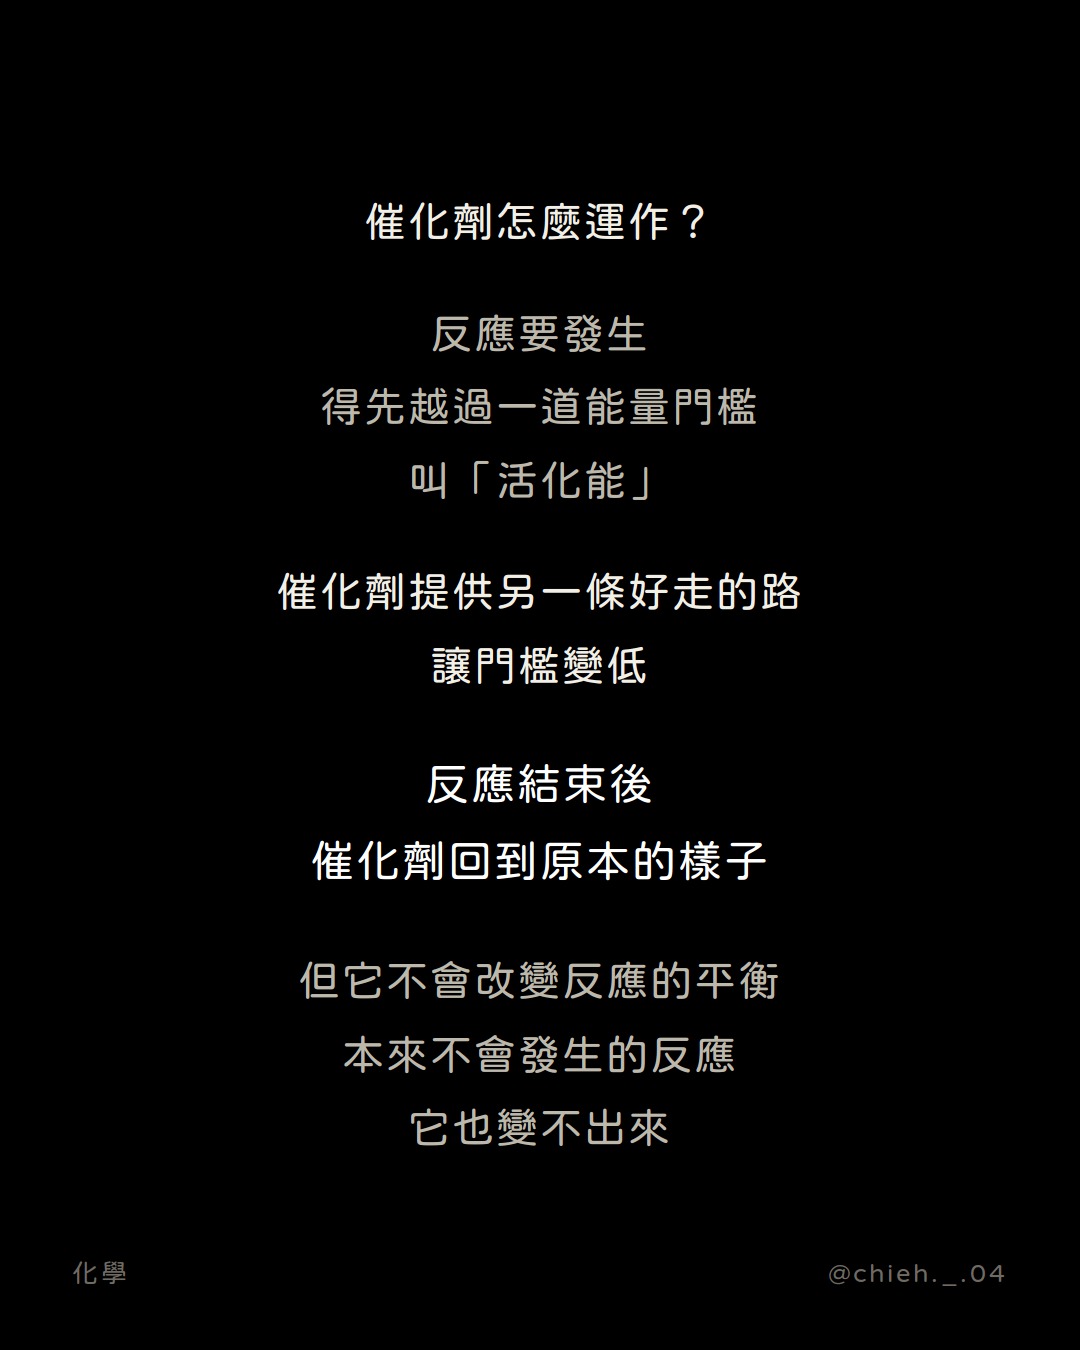 催化劑怎麼運作？
反應要發生
得先越過一道能量門檻
叫「活化能」
催化劑提供另一條好走的路
讓門檻變低
反應結束後
催化劑回到原本的樣子
但它不會改變反應的平衡
本來不會發生的反應
它也變不出來
化學
@chieh._.04